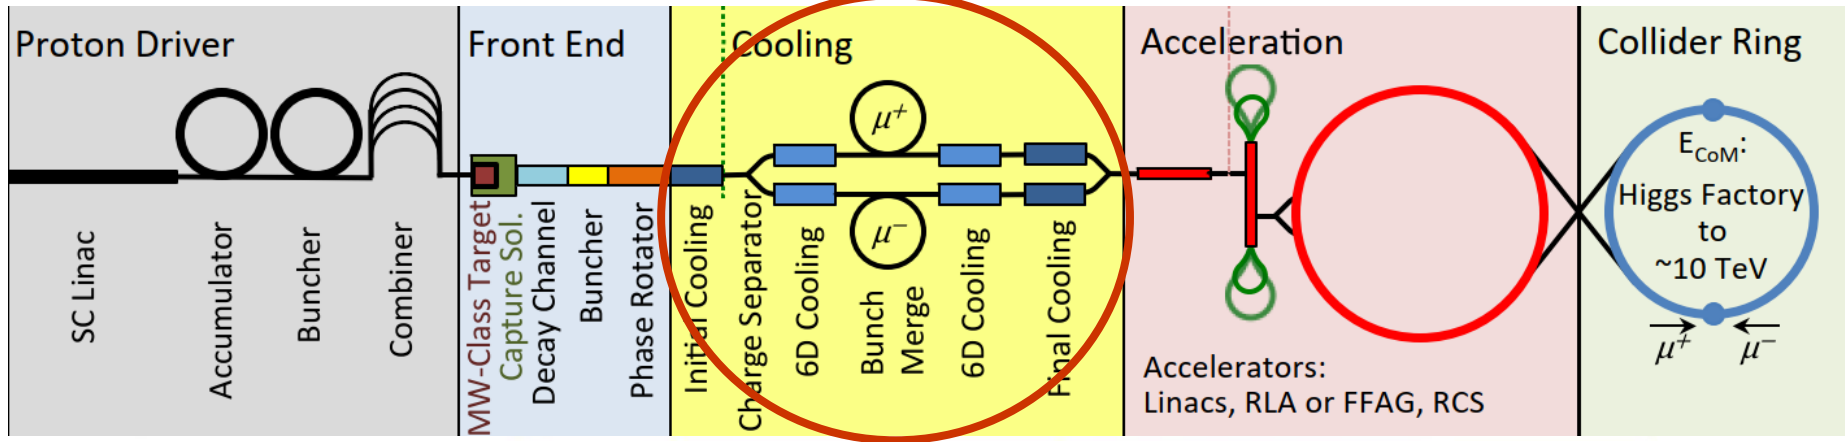 Proton Driver
SC Linac
Accumulator
Buncher
Combiner
Front End
MW-Class Target
Capture Sol.
Decay Channel
Buncher
Phase Rotator
Cooling
μ+
μ−
Initial Cooling
Charge Separator
6D Cooling
Bunch
Merge
6D Cooling
Final Cooling
Acceleration
Accelerators:
Linacs, RLA or FFAG, RCS
Collider Ring
ECoM:
Higgs Factory
to
~10 TeV
μ+ μ−